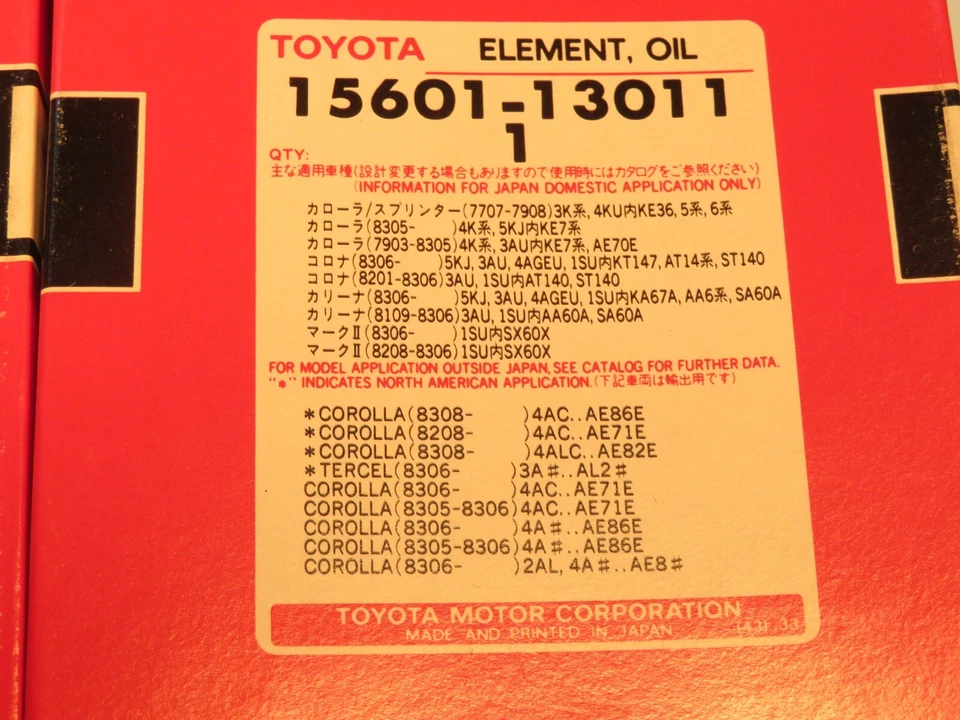 TOYOTA ELEMENT, OIL
15601-13011
QTY: 1
主な適用車種(設計変更する場合もありますので使用時にはカタログをご参照ください)
(INFORMATION FOR JAPAN DOMESTIC APPLICATION ONLY)
カローラ/スプリンター(7707-7908)3K系, 4KU内KE36, 5系, 6系
カローラ(8305- )4K系, 5KJ内KE7系
カローラ(7903-8305)4K系, 3AU内KE7系, AE70E
コロナ(8306- )5KJ, 3AU, 4AGEU, 1SU内KT147, AT14系, ST140
コロナ(8201-8306)3AU, 1SU内AT140, ST140
カリーナ(8306- )5KJ, 3AU, 4AGEU, 1SU内KA67A, AA6系, SA60A
カリーナ(8109-8306)3AU, 1SU内AA60A, SA60A
マークII(8306- )1SU内SX60X
マークII(8208-8306)1SU内SX60X
FOR MODEL APPLICATION OUTSIDE JAPAN, SEE CATALOG FOR FURTHER DATA.
"*" INDICATES NORTH AMERICAN APPLICATION.(下記車両は輸出用です)
*COROLLA(8308- )4AC..AE86E
*COROLLA(8208- )4AC..AE71E
*COROLLA(8308- )4ALC..AE82E
*TERCEL(8306- )3A#..AL2#
COROLLA(8306- )4AC..AE71E
COROLLA(8305-8306)4AC..AE71E
COROLLA(8306- )4A#..AE86E
COROLLA(8305-8306)4A#..AE86E
COROLLA(8306- )2AL, 4A#..AE8#
TOYOTA MOTOR CORPORATION
MADE AND PRINTED IN JAPAN